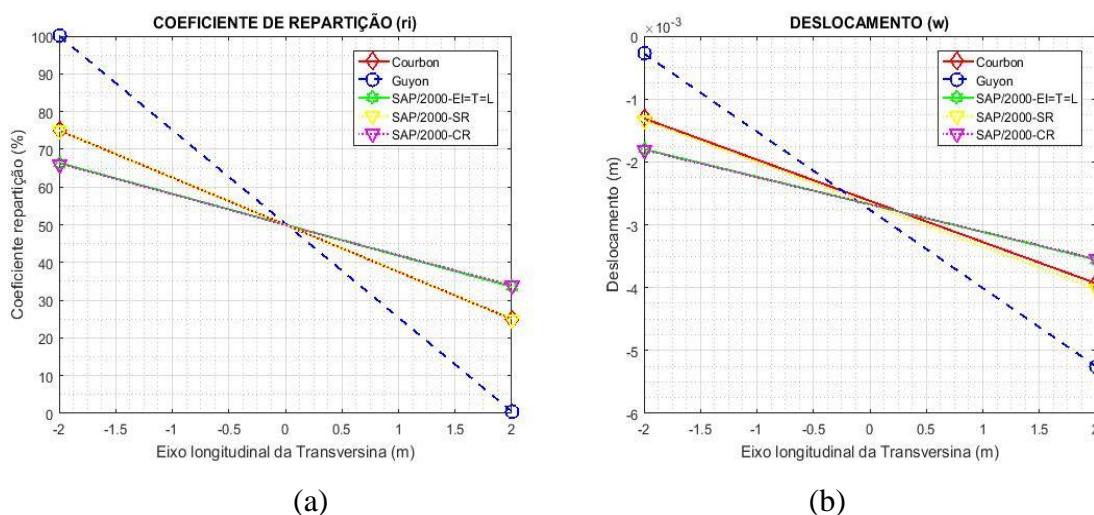 COEFICIENTE DE REPARTIÇÃO (ri)
100
90
80
70
60
50
40
30
20
10
0
Coeficiente repartição (%)
Courbon
Guyon
SAP/2000-EI=T=L
SAP/2000-SR
SAP/2000-CR
-2 -1.5 -1 -0.5 0 0.5 1 1.5 2
Eixo longitudinal da Transversina (m)
(a)
×10-3
DESLOCAMENTO (w)
0
-1
-2
-3
-4
-5
-6
Deslocamento (m)
Courbon
Guyon
SAP/2000-EI=T=L
SAP/2000-SR
SAP/2000-CR
-2 -1.5 -1 -0.5 0 0.5 1 1.5 2
Eixo longitudinal da Transversina (m)
(b)